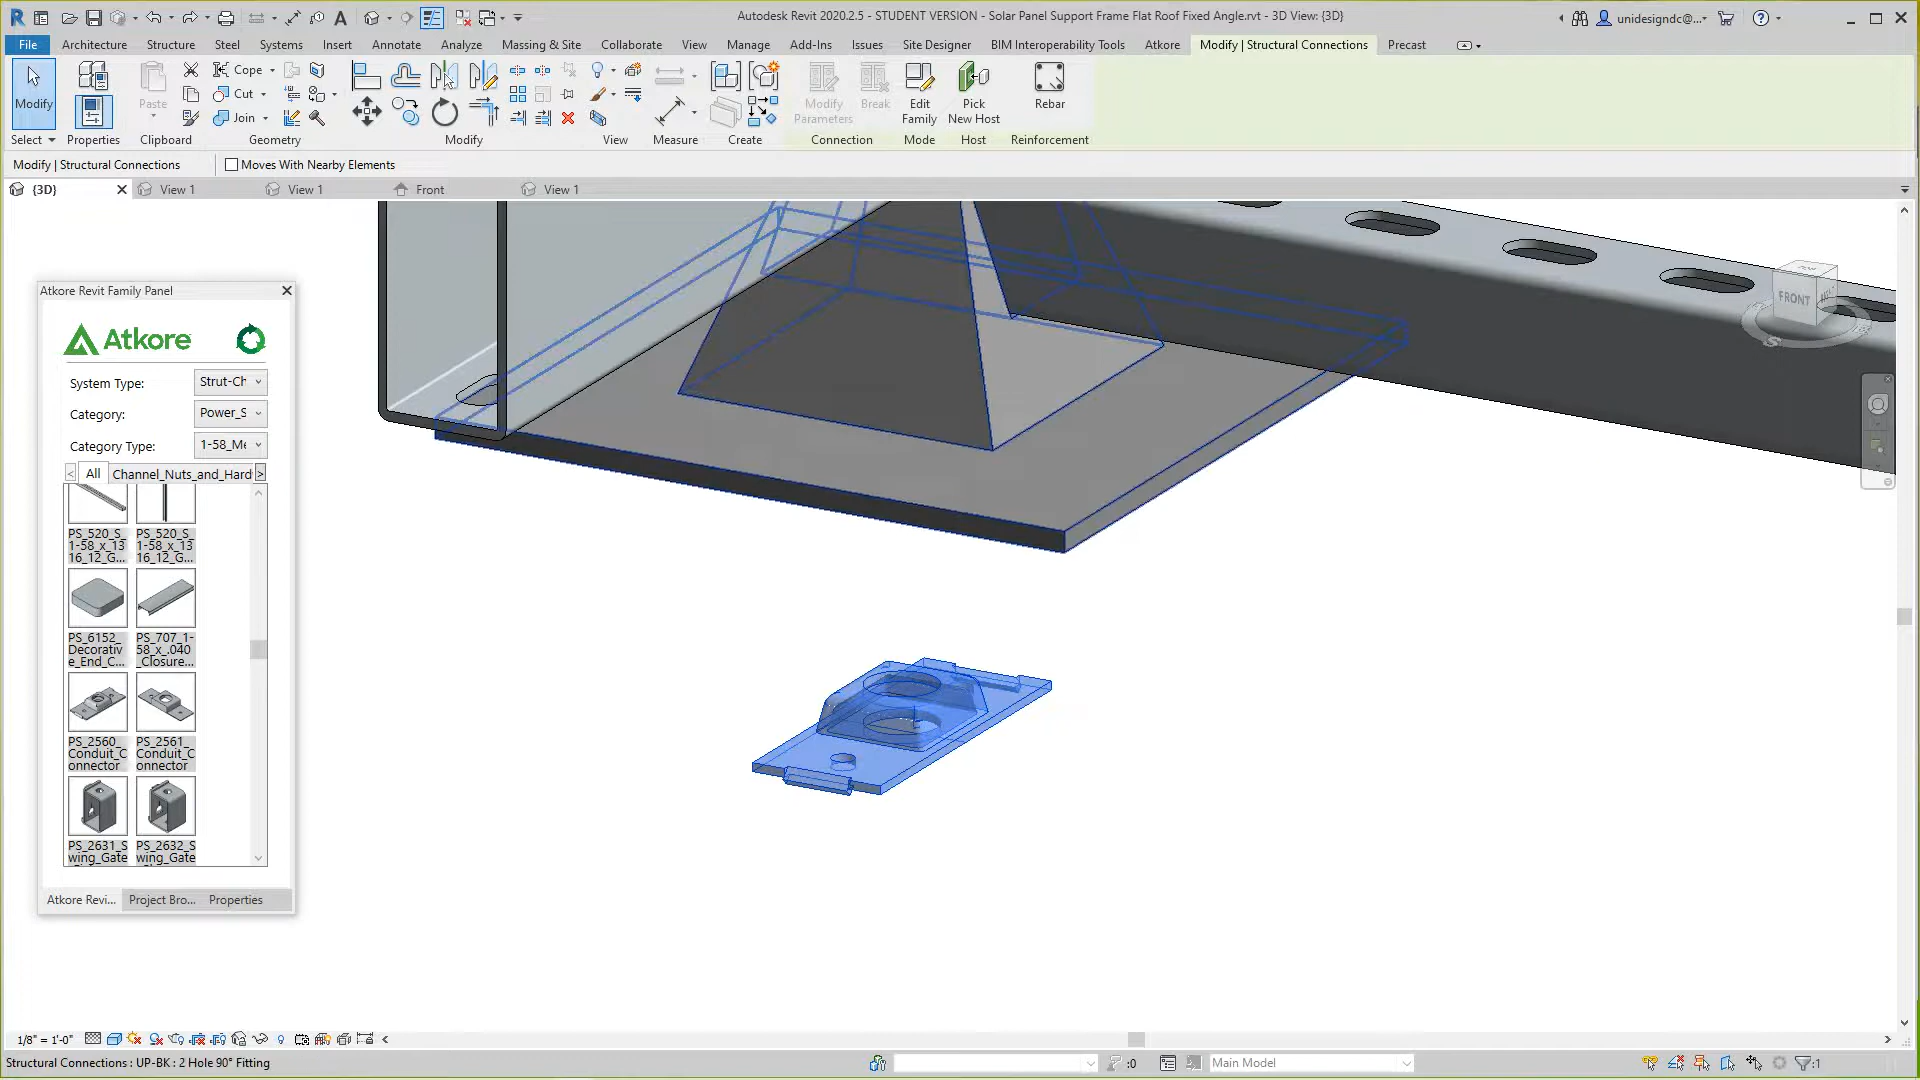 Autodesk Revit 2020.2.5 - STUDENT VERSION - Solar Panel Support Frame Flat Roof Fixed Angle.rvt - 3D View: {3D}
unidesigndc@...
File Architecture Structure Steel Systems Insert Annotate Analyze Massing & Site Collaborate View Manage Add-Ins Issues Site Designer BIM Interoperability Tools Atkore Modify | Structural Connections Precast
Modify
Paste
Cope
Cut
Join
Modify Parameters
Break
Edit Family
Pick New Host
Rebar
Select Properties Clipboard Geometry Modify View Measure Create Connection Mode Host Reinforcement
Modify | Structural Connections Moves With Nearby Elements
{3D} View 1 View 1 Front View 1
Atkore Revit Family Panel
Atkore
System Type: Strut-Ch
Category: Power_S
Category Type: 1-58_Me
< All Channel_Nuts_and_Hard >
PS_520_S_1-58_x_1316_12_G...
PS_520_S_1-58_x_1316_12_G...
PS_6152_Decorative_End_C...
PS_707_1-58_x_.040_Closure...
PS_2560_Conduit_Connector
PS_2561_Conduit_Connector
PS_2631_Swing_Gate
PS_2632_Swing_Gate
Atkore Revi... Project Bro... Properties
FRONT
1/8" = 1'-0"
Structural Connections : UP-BK : 2 Hole 90° Fitting
:0
Main Model
:1